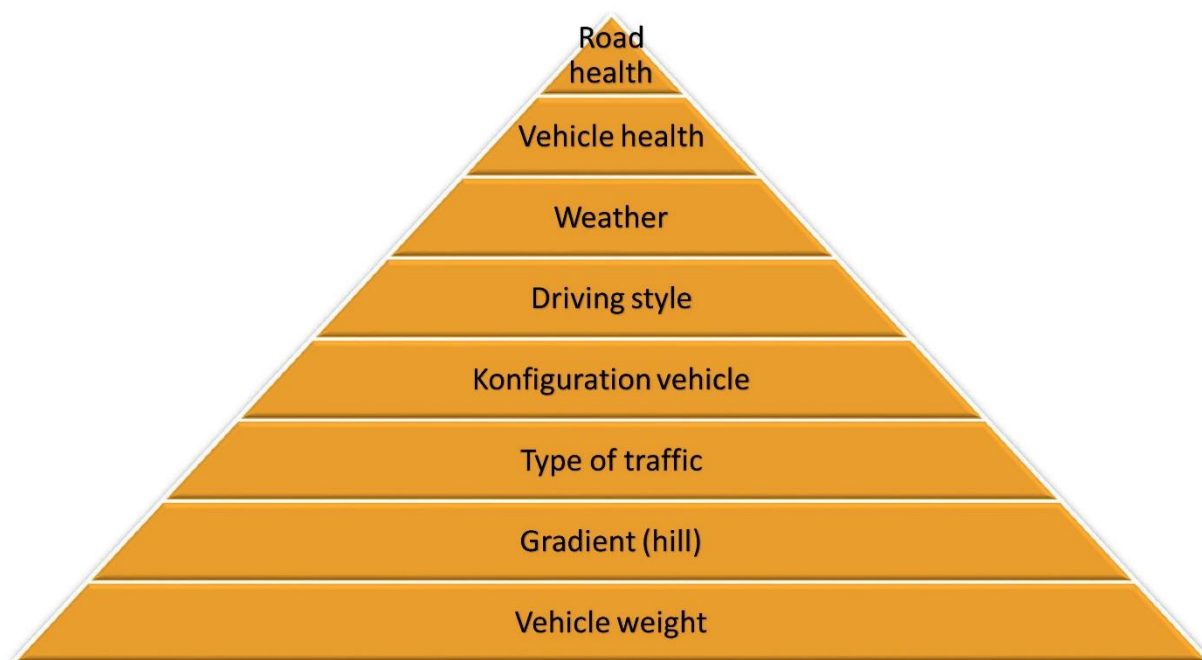 Road
health
Vehicle health
Weather
Driving style
Konfiguration vehicle
Type of traffic
Gradient (hill)
Vehicle weight